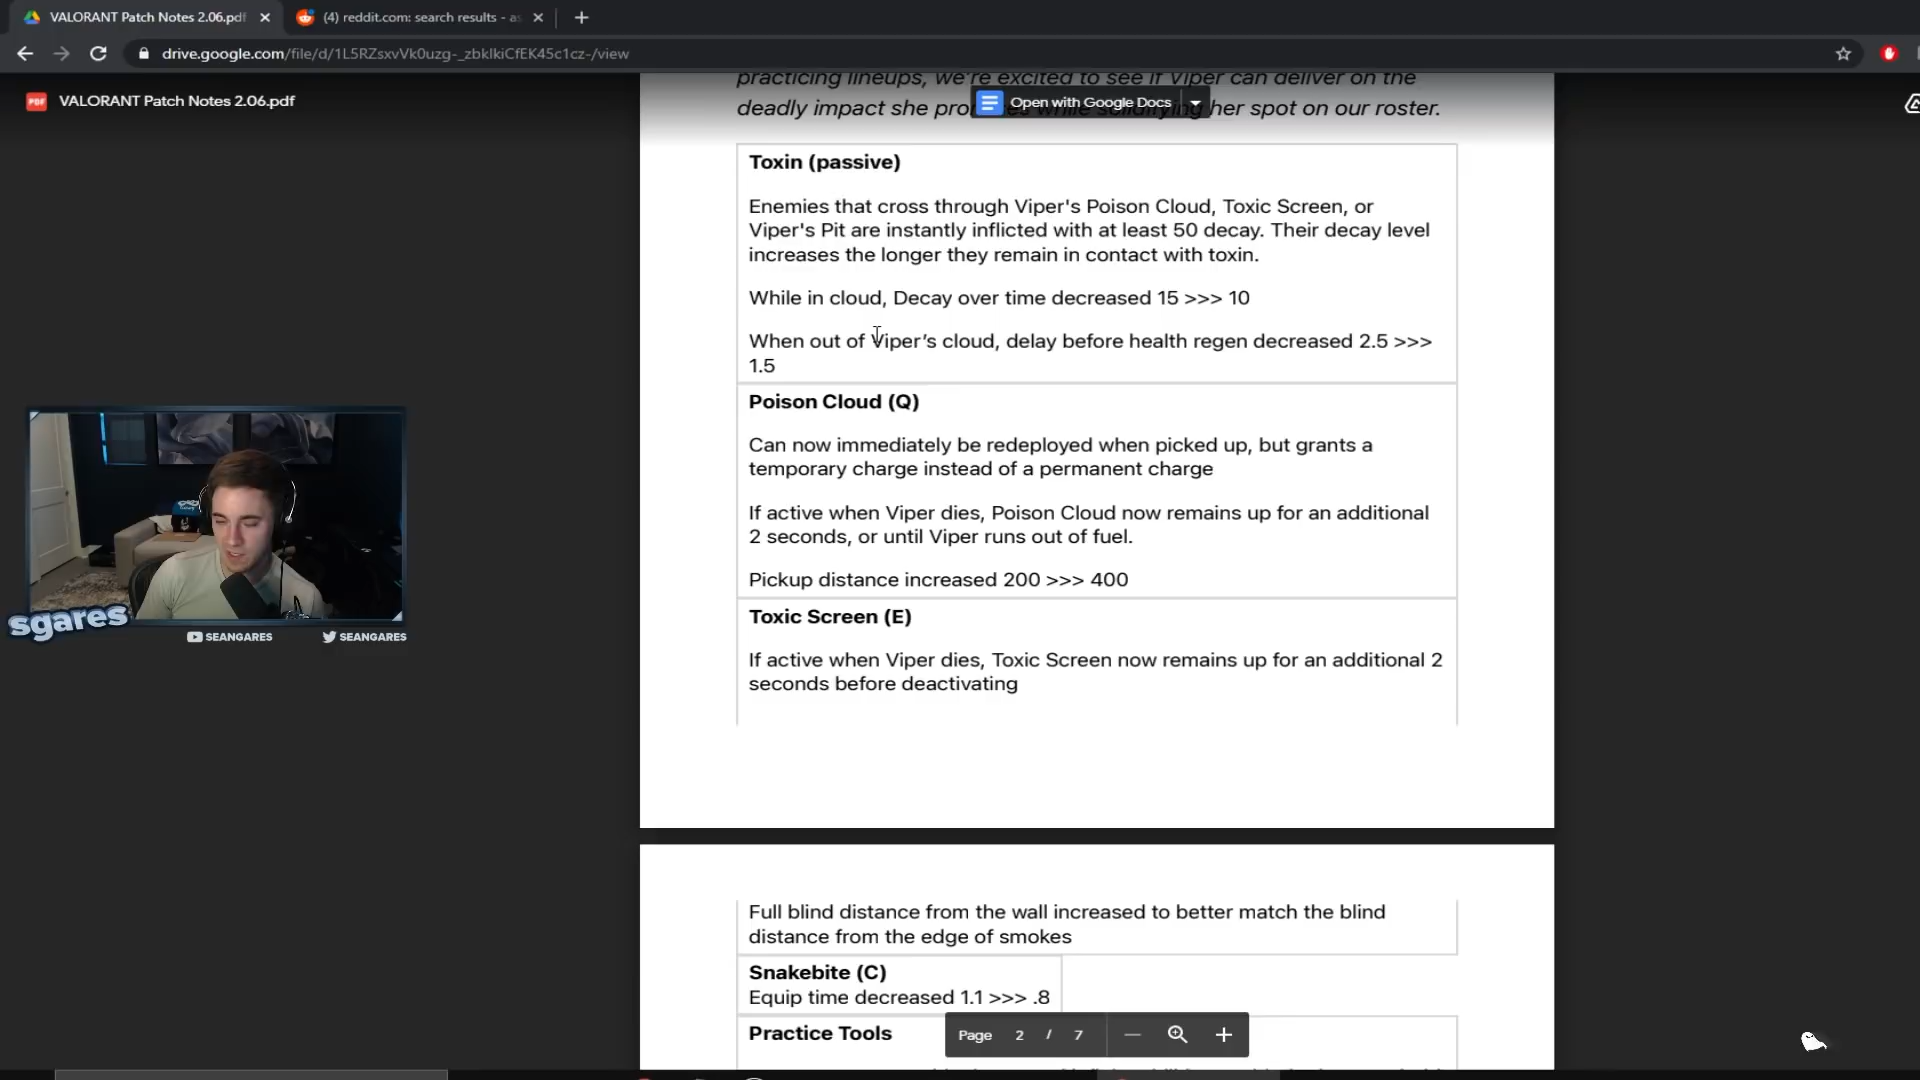 VALORANT Patch Notes 2.06.pdf
(4) reddit.com: search results - as
drive.google.com/file/d/1L5RZsxvVk0uzg-_zbklkiCfEK45c1cz-/view
PDF
VALORANT Patch Notes 2.06.pdf
Open with Google Docs
practicing lineups, we're excited to see if Viper can deliver on the
deadly impact she promises while solidifying her spot on our roster.
Toxin (passive)
Enemies that cross through Viper's Poison Cloud, Toxic Screen, or
Viper's Pit are instantly inflicted with at least 50 decay. Their decay level
increases the longer they remain in contact with toxin.
While in cloud, Decay over time decreased 15 >>> 10
When out of Viper's cloud, delay before health regen decreased 2.5 >>>
1.5
Poison Cloud (Q)
Can now immediately be redeployed when picked up, but grants a
temporary charge instead of a permanent charge
If active when Viper dies, Poison Cloud now remains up for an additional
2 seconds, or until Viper runs out of fuel.
Pickup distance increased 200 >>> 400
Toxic Screen (E)
If active when Viper dies, Toxic Screen now remains up for an additional 2
seconds before deactivating
Full blind distance from the wall increased to better match the blind
distance from the edge of smokes
Snakebite (C)
Equip time decreased 1.1 >>> .8
Practice Tools
Page 2 / 7
sgares
SEANGARES
SEANGARES